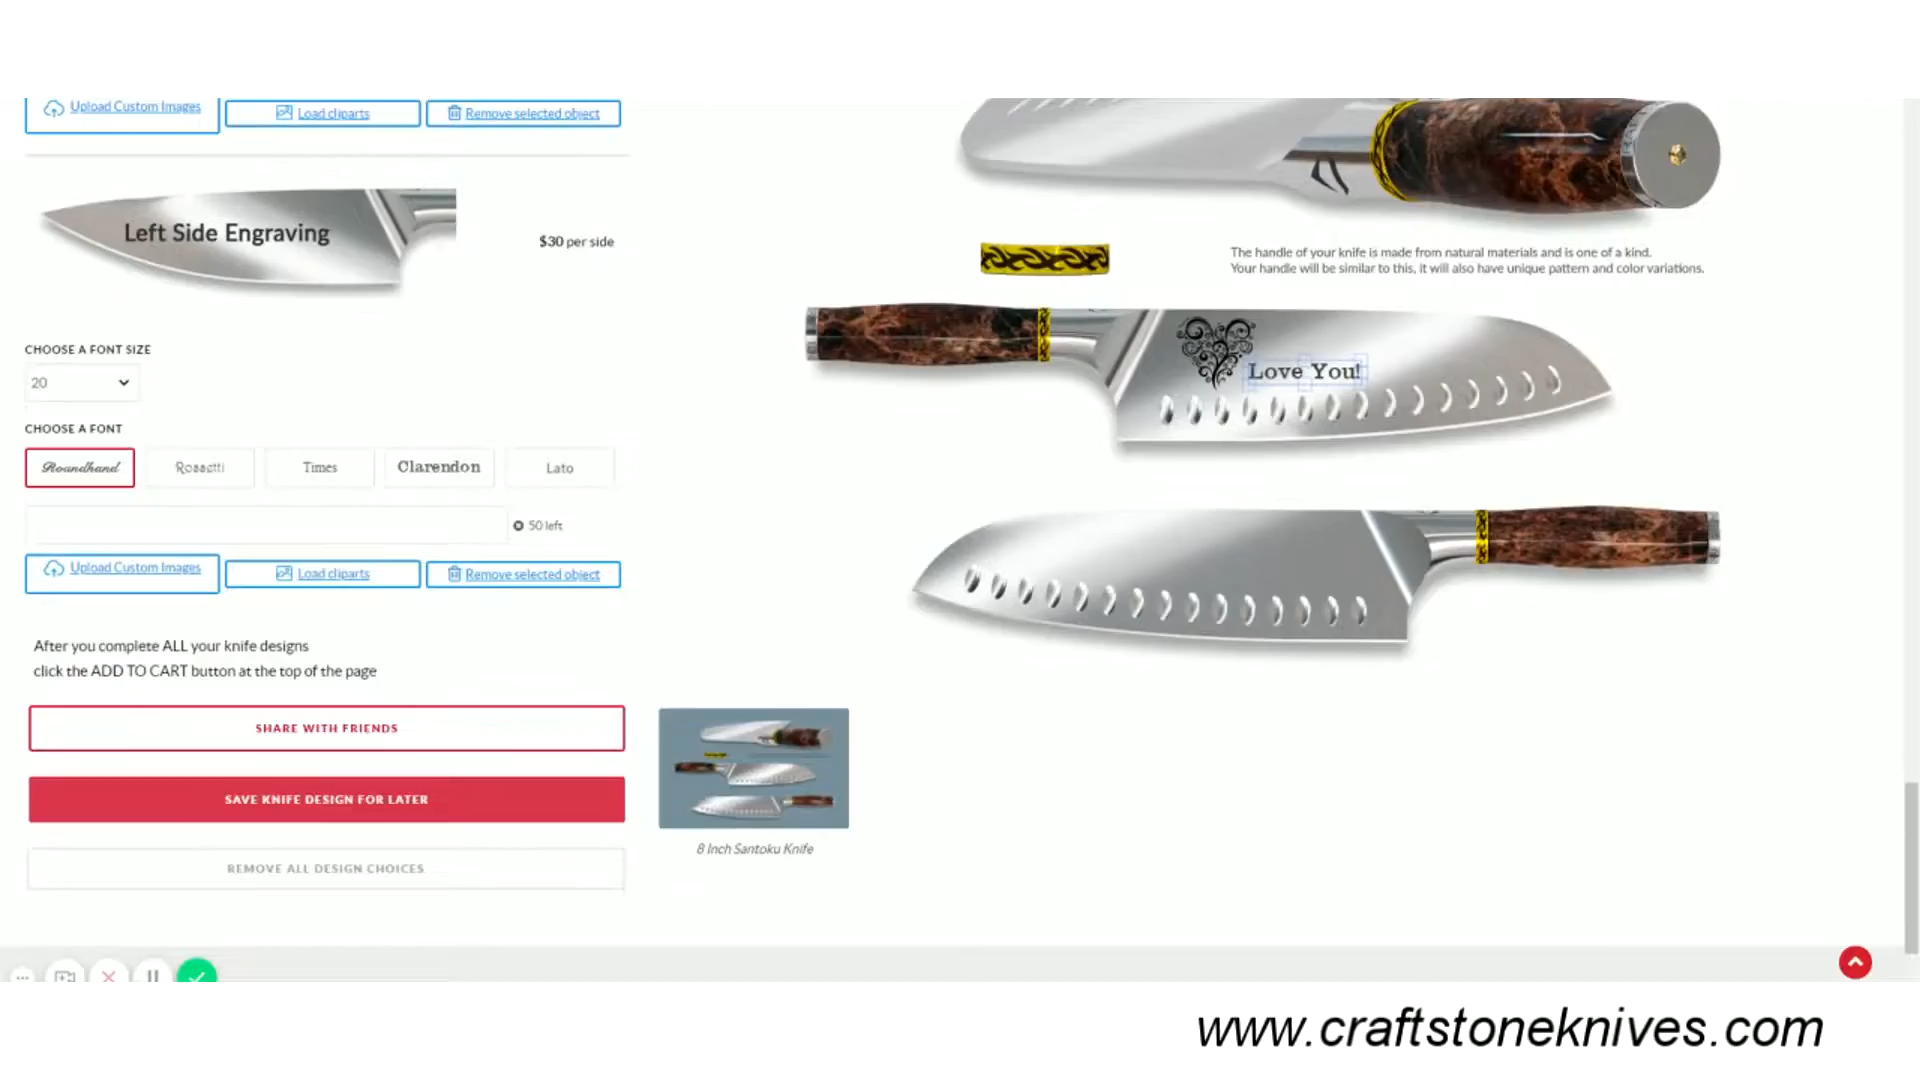 Upload Custom Images
Load cliparts
Remove selected object
Left Side Engraving
$30 per side
The handle of your knife is made from natural materials and is one of a kind.
Your handle will be similar to this, it will also have unique pattern and color variations.
Love You!
CHOOSE A FONT SIZE
20
CHOOSE A FONT
Roundhand
Rossetti
Times
Clarendon
Lato
50 left
Upload Custom Images
Load cliparts
Remove selected object
After you complete ALL your knife designs
click the ADD TO CART button at the top of the page
SHARE WITH FRIENDS
SAVE KNIFE DESIGN FOR LATER
8 Inch Santoku Knife
REMOVE ALL DESIGN CHOICES
www.craftstoneknives.com